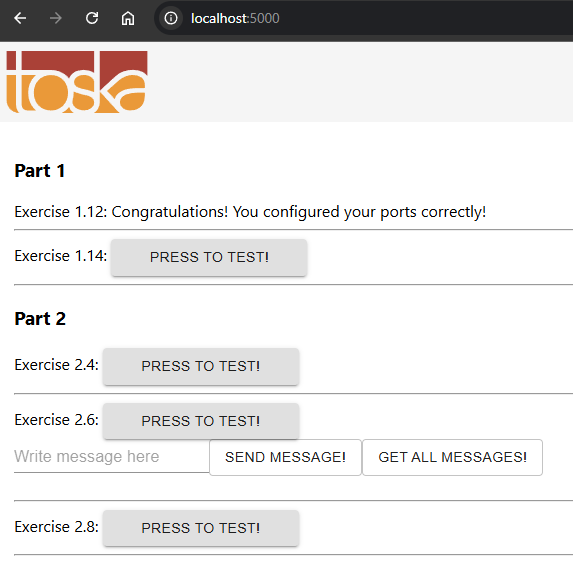 localhost:5000
toska
Part 1
Exercise 1.12: Congratulations! You configured your ports correctly!
Exercise 1.14: PRESS TO TEST!
Part 2
Exercise 2.4: PRESS TO TEST!
Exercise 2.6: PRESS TO TEST!
Write message here SEND MESSAGE! GET ALL MESSAGES!
Exercise 2.8: PRESS TO TEST!